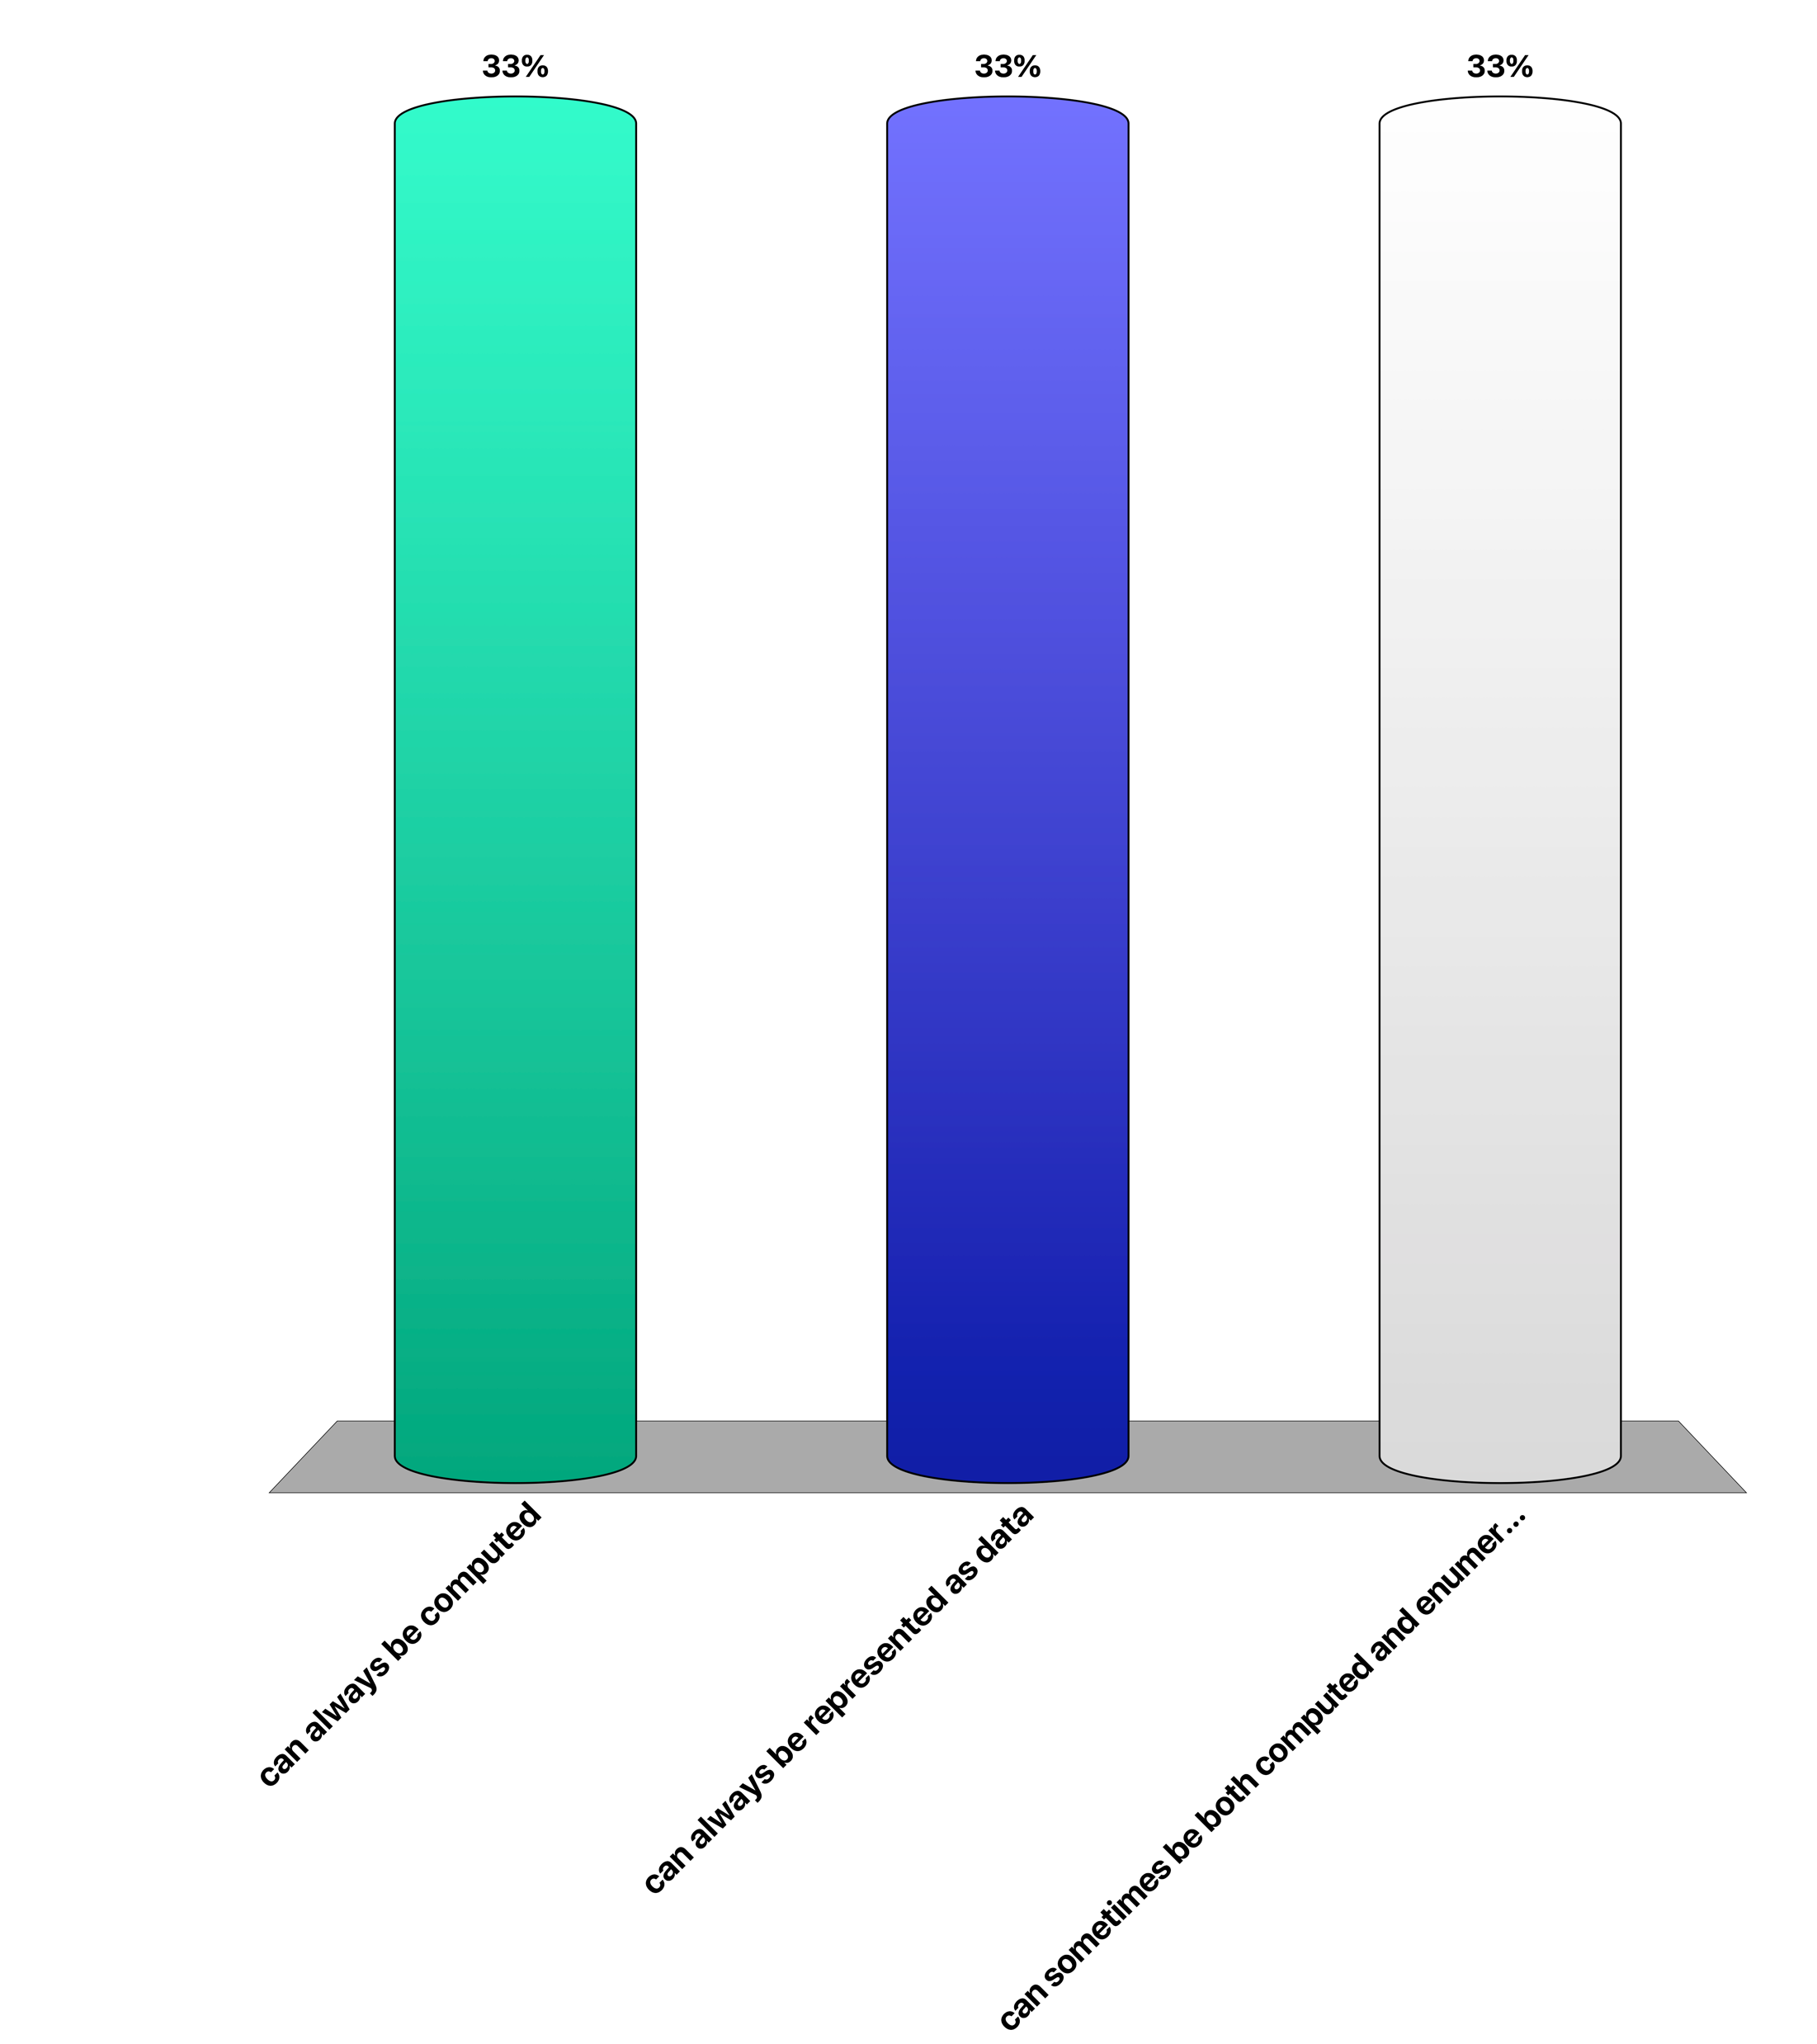 33%
33%
33%
can always be computed
can always be represented as data
can sometimes be both computed and enumer...